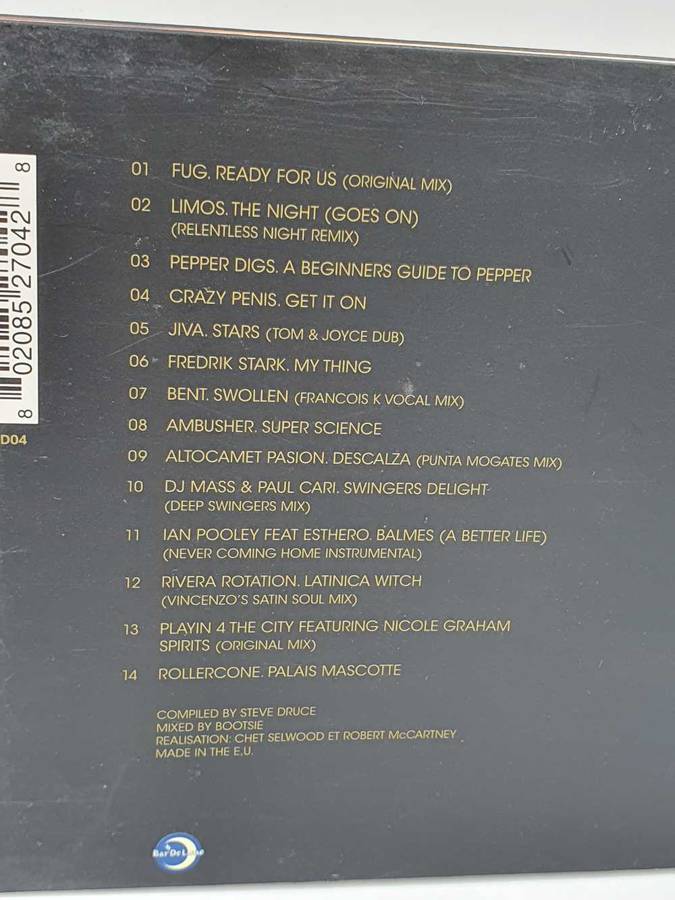 01 FUG. READY FOR US (ORIGINAL MIX)
02 LIMOS. THE NIGHT (GOES ON)
(RELENTLESS NIGHT REMIX)
03 PEPPER DIGS. A BEGINNERS GUIDE TO PEPPER
04 CRAZY PENIS. GET IT ON
05 JIVA. STARS (TOM & JOYCE DUB)
06 FREDRIK STARK. MY THING
07 BENT. SWOLLEN (FRANCOIS K VOCAL MIX)
08 AMBUSHER. SUPER SCIENCE
09 ALTOCAMET PASION. DESCALZA (PUNTA MOGATES MIX)
10 DJ MASS & PAUL CARI. SWINGERS DELIGHT
(DEEP SWINGERS MIX)
11 IAN POOLEY FEAT ESTHERO. BALMES (A BETTER LIFE)
(NEVER COMING HOME INSTRUMENTAL)
12 RIVERA ROTATION. LATINICA WITCH
(VINCENZO'S SATIN SOUL MIX)
13 PLAYIN 4 THE CITY FEATURING NICOLE GRAHAM
SPIRITS (ORIGINAL MIX)
14 ROLLERCONE. PALAIS MASCOTTE
COMPILED BY STEVE DRUCE
MIXED BY BOOTSIE
REALISATION: CHET SELWOOD ET ROBERT McCARTNEY
MADE IN THE E.U.
8 02085 27042 8
D04
Bar De